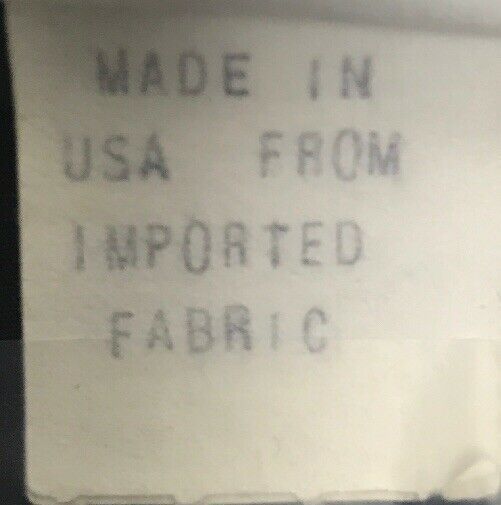 MADE IN
USA FROM
IMPORTED
FABRIC